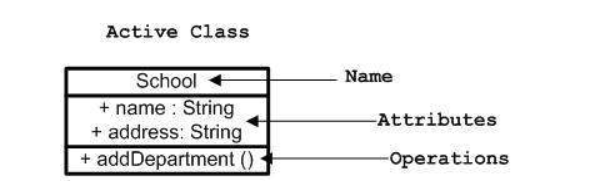 Active Class
School
Name
+ name : String
+ address: String
Attributes
+ addDepartment ()
Operations